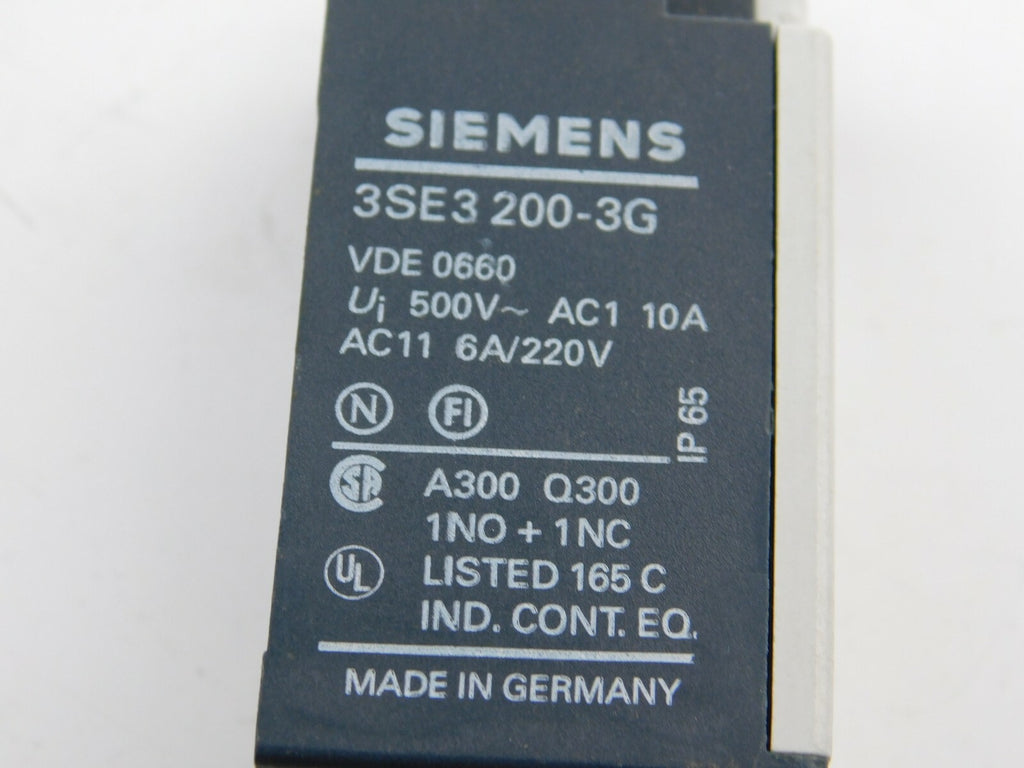 SIEMENS
3SE3 200-3G
VDE 0660
Ui 500V~ AC1 10A
AC11 6A/220V
N FI
IP 65
CSA A300 Q300
1NO + 1NC
UL LISTED 165 C
IND. CONT. EQ.
MADE IN GERMANY